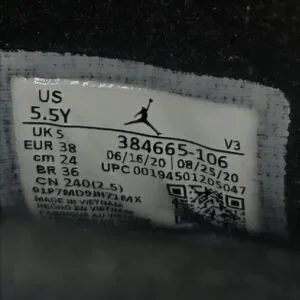 US
5.5Y
UK 5
EUR 38
cm 24
BR 36
CN 240(2.5)
V3
384665-106
06/16/20 08/25/20
UPC 00194501205047
MADE IN VIETNAM